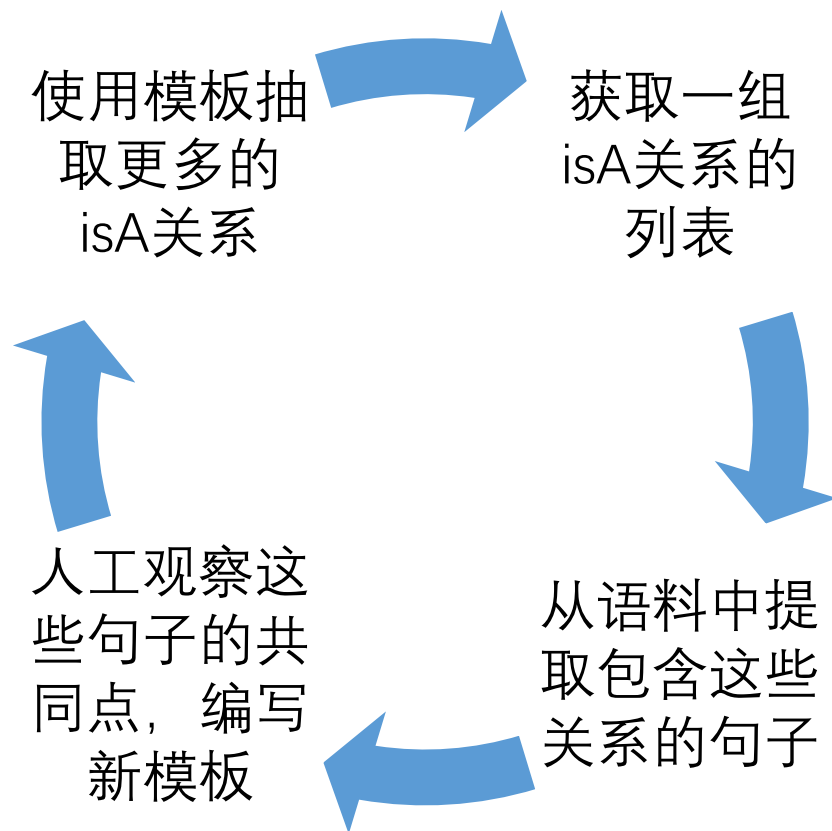 使用模板抽
取更多的
isA关系
获取一组
isA关系的
列表
从语料中提
取包含这些
关系的句子
人工观察这
些句子的共
同点，编写
新模板